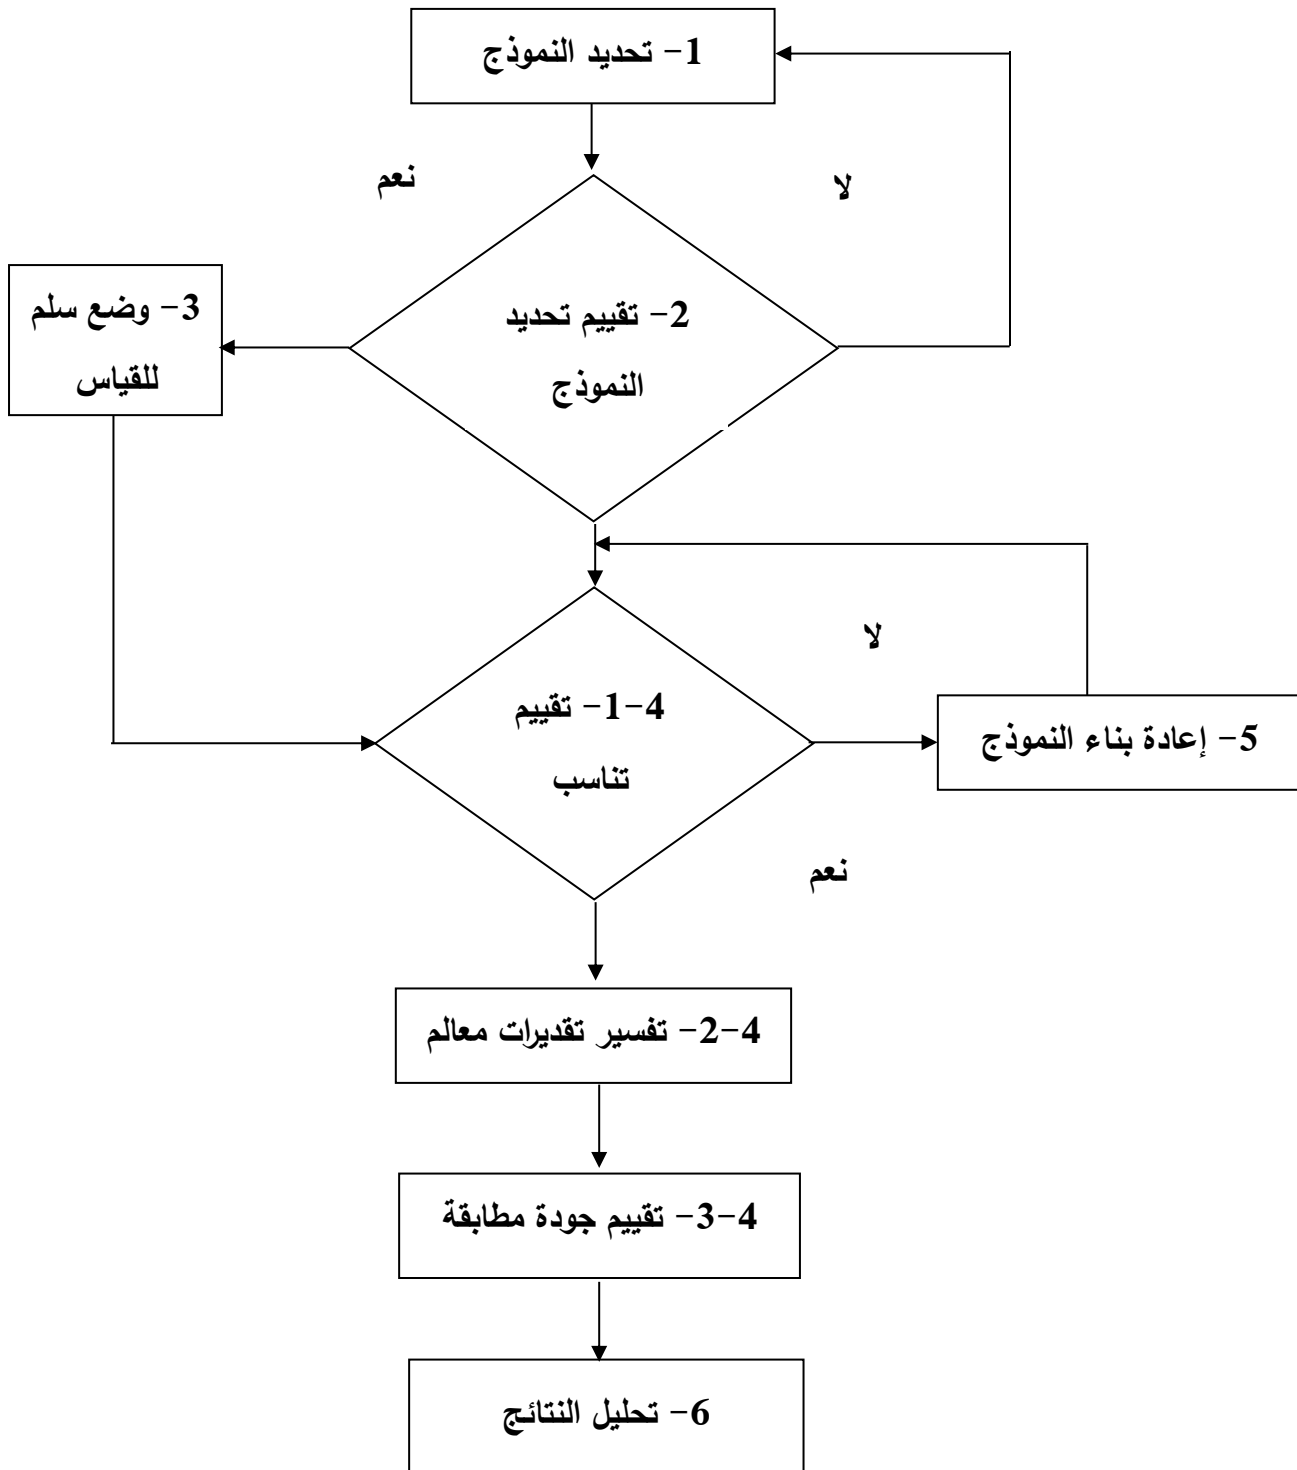 1- تحديد النموذج
نعم
لا
2- تقييم تحديد
النموذج
3- وضع سلم
للقياس
لا
4-1- تقييم
تناسب
5- إعادة بناء النموذج
نعم
4-2- تفسير تقديرات معالم
4-3- تقييم جودة مطابقة
6- تحليل النتائج